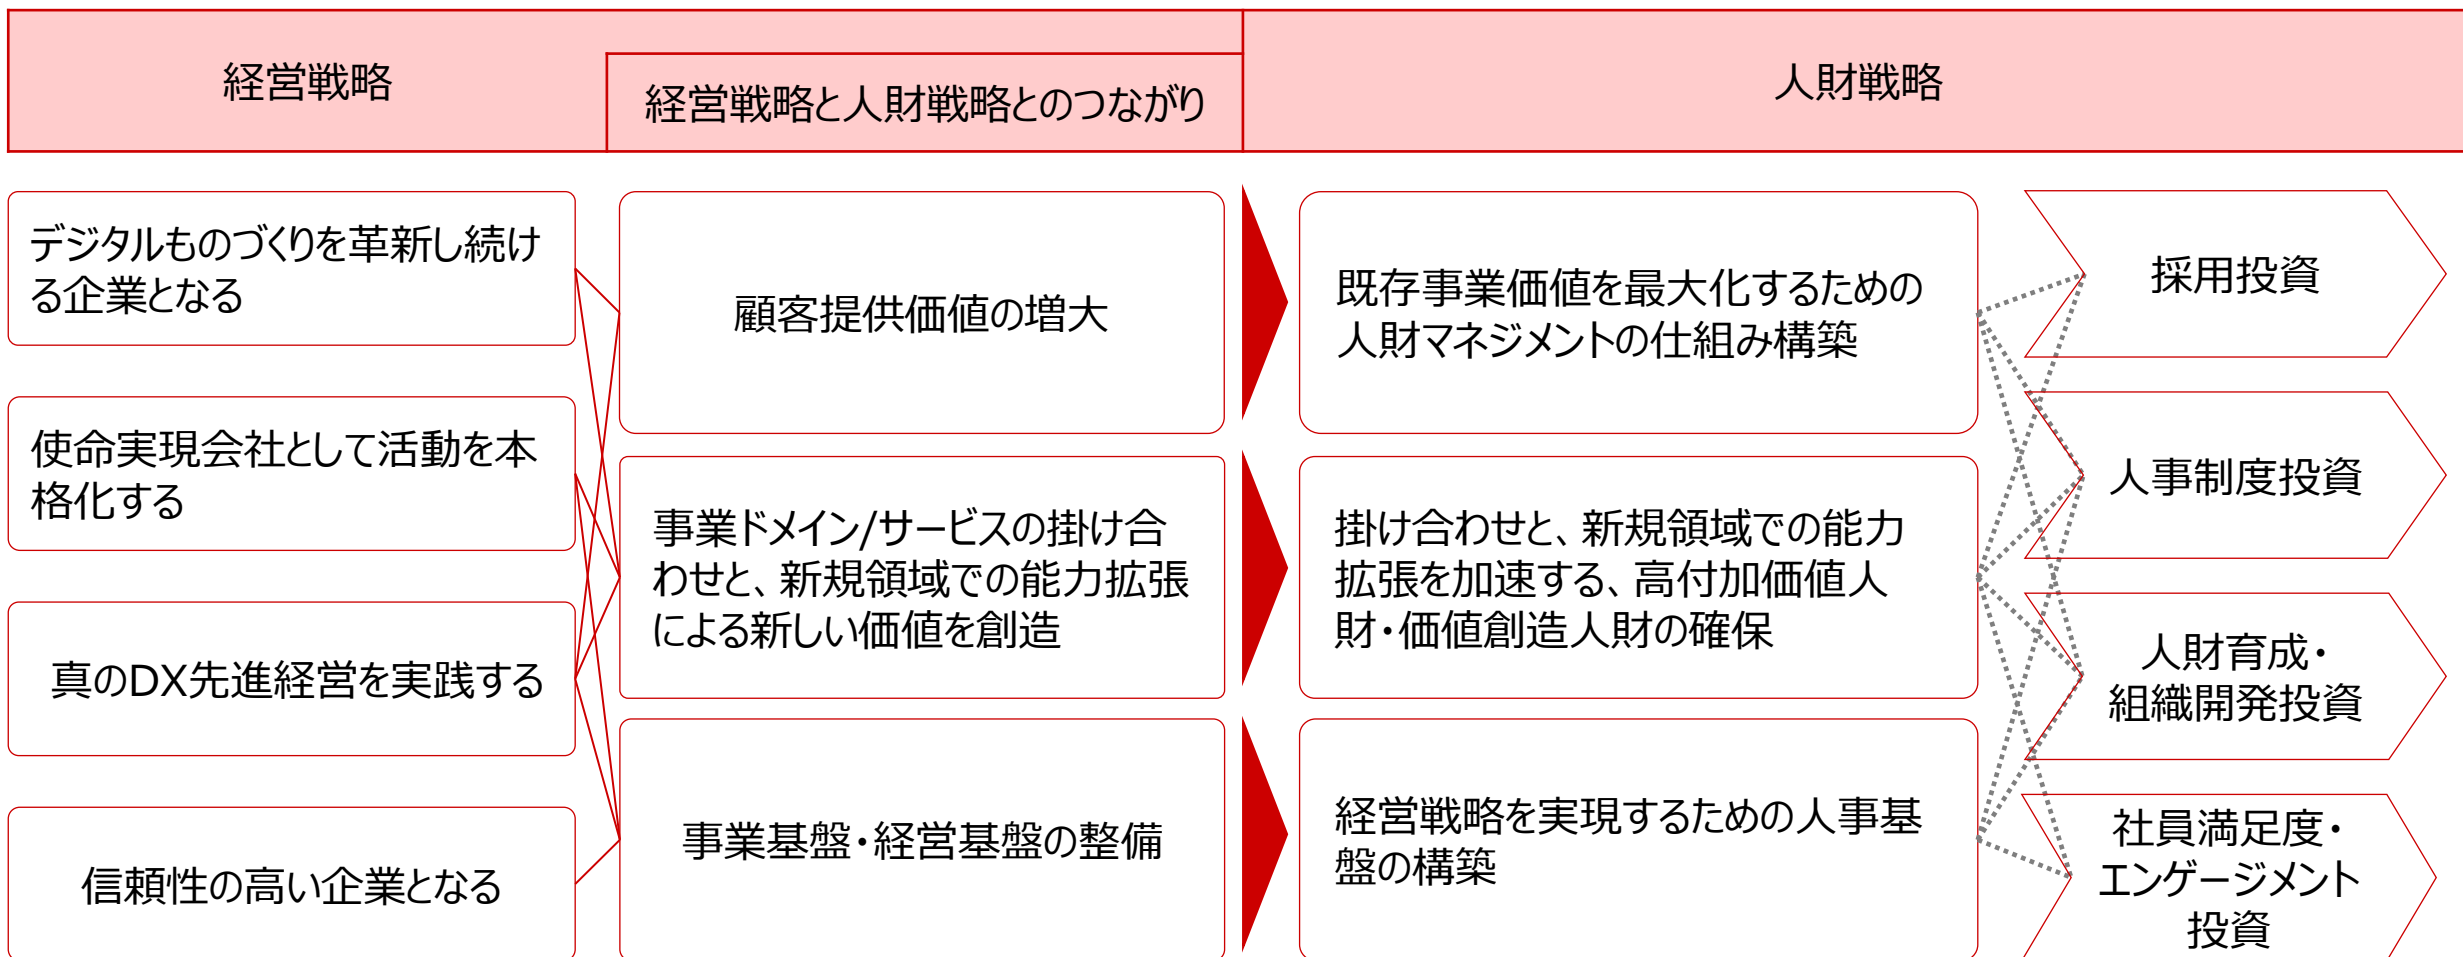 経営戦略
経営戦略と人財戦略とのつながり
人財戦略
デジタルものづくりを革新し続け
る企業となる
使命実現会社として活動を本
格化する
真のDX先進経営を実践する
信頼性の高い企業となる
顧客提供価値の増大
事業ドメイン/サービスの掛け合
わせと、新規領域での能力拡張
による新しい価値を創造
事業基盤・経営基盤の整備
既存事業価値を最大化するための
人財マネジメントの仕組み構築
掛け合わせと、新規領域での能力
拡張を加速する、高付加価値人
財・価値創造人財の確保
経営戦略を実現するための人事基
盤の構築
採用投資
人事制度投資
人財育成・
組織開発投資
社員満足度・
エンゲージメント
投資